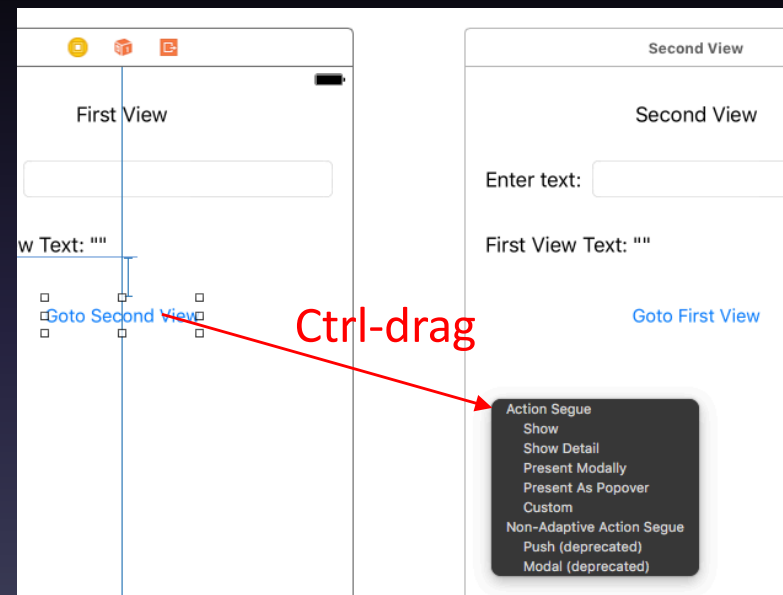 Second View
First View
Second View
Enter text:
w Text: ""
First View Text: ""
Goto Second View
Ctrl-drag
Goto First View
Action Segue
Show
Show Detail
Present Modally
Present As Popover
Custom
Non-Adaptive Action Segue
Push (deprecated)
Modal (deprecated)